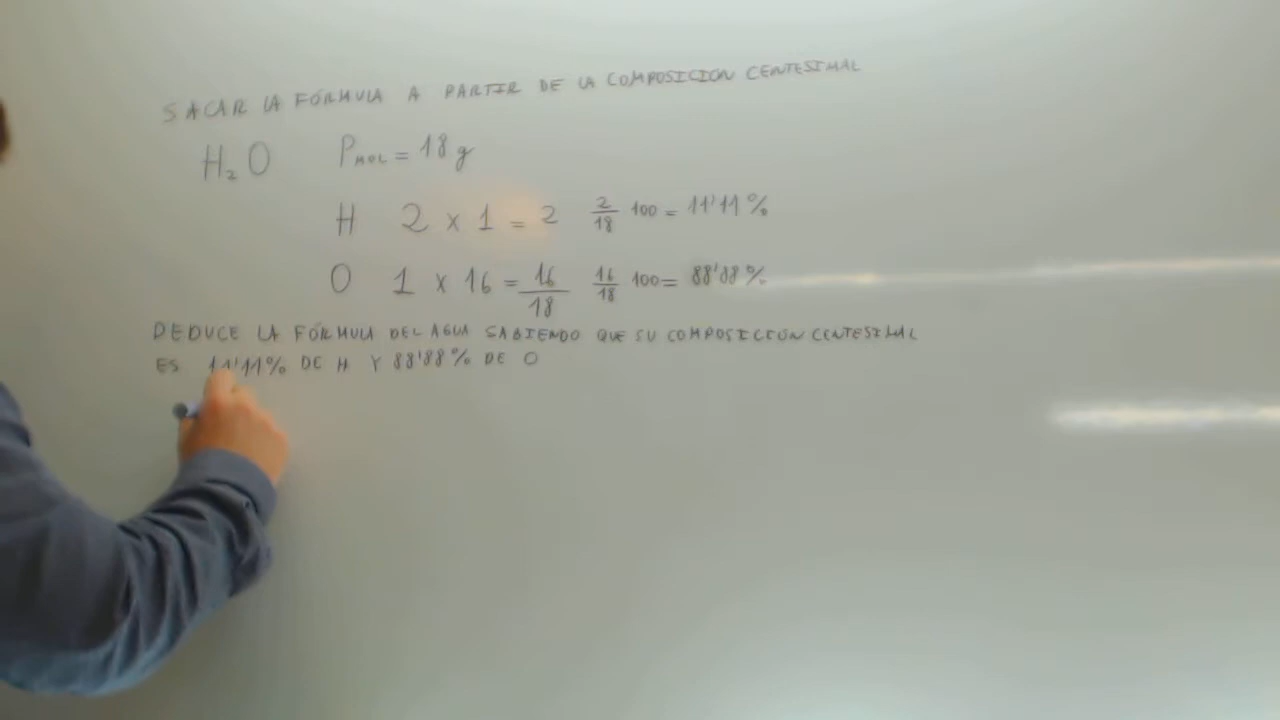 SACAR LA FÓRMULA A PARTIR DE LA COMPOSICION CENTESIMAL
H₂O PMOL = 18 g
H 2 x 1 = 2 2/18 100 = 11'11 %
O 1 x 16 = 16/18 16/18 100 = 88'88 %
DEDUCE LA FÓRMULA DEL AGUA SABIENDO QUE SU COMPOSICIÓN CENTESIMAL
ES 11'11% DE H Y 88'88% DE O